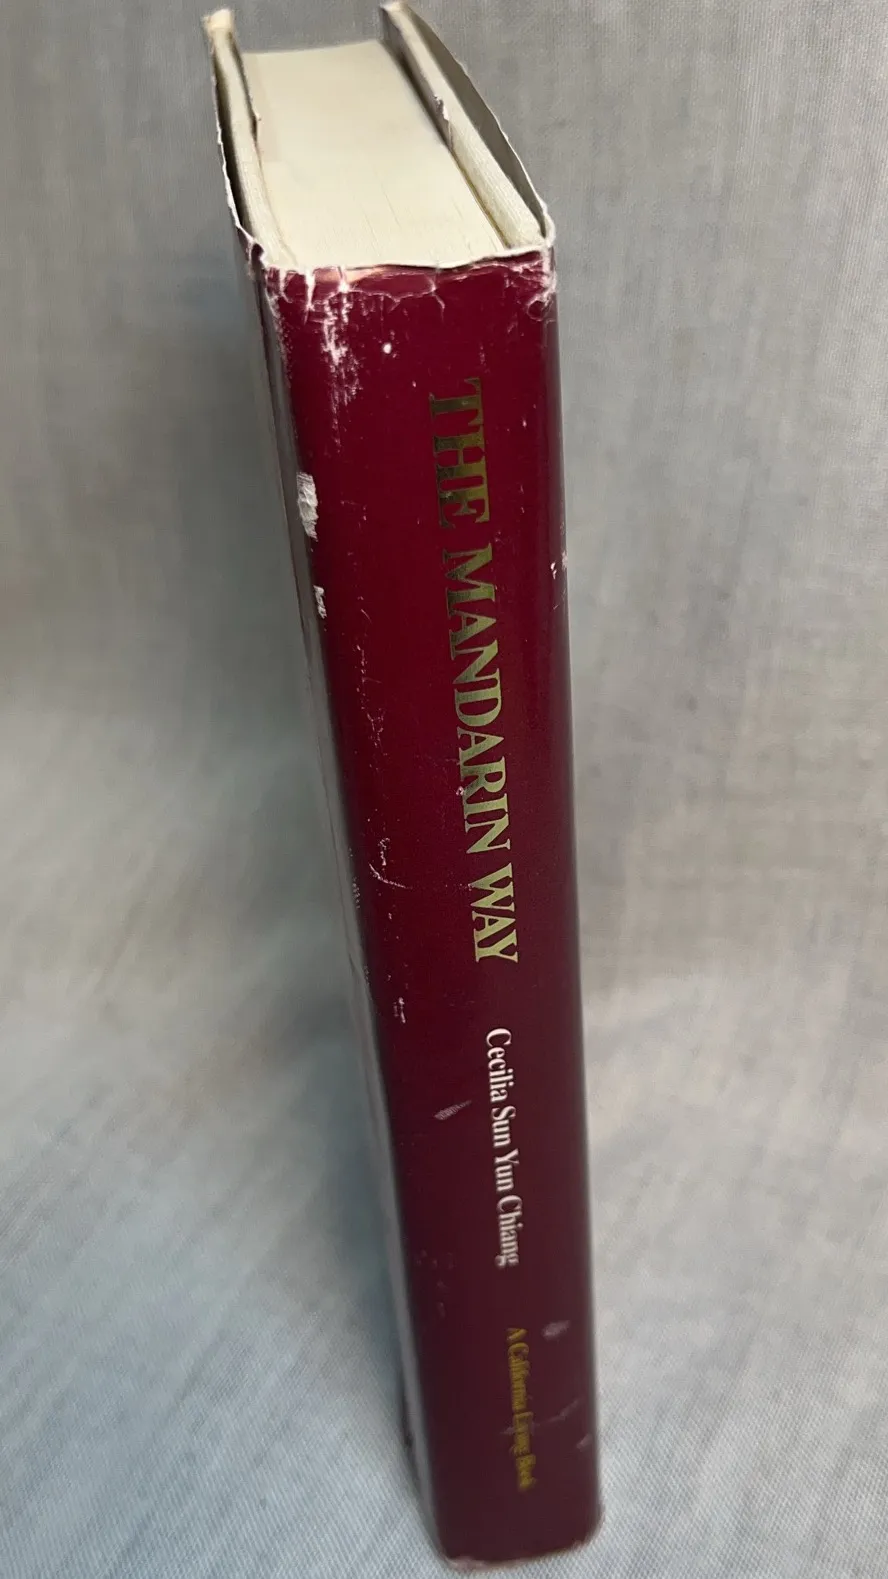 THE MANDARIN WAY
Cecilia Sun Yun Chiang
A California Living Book